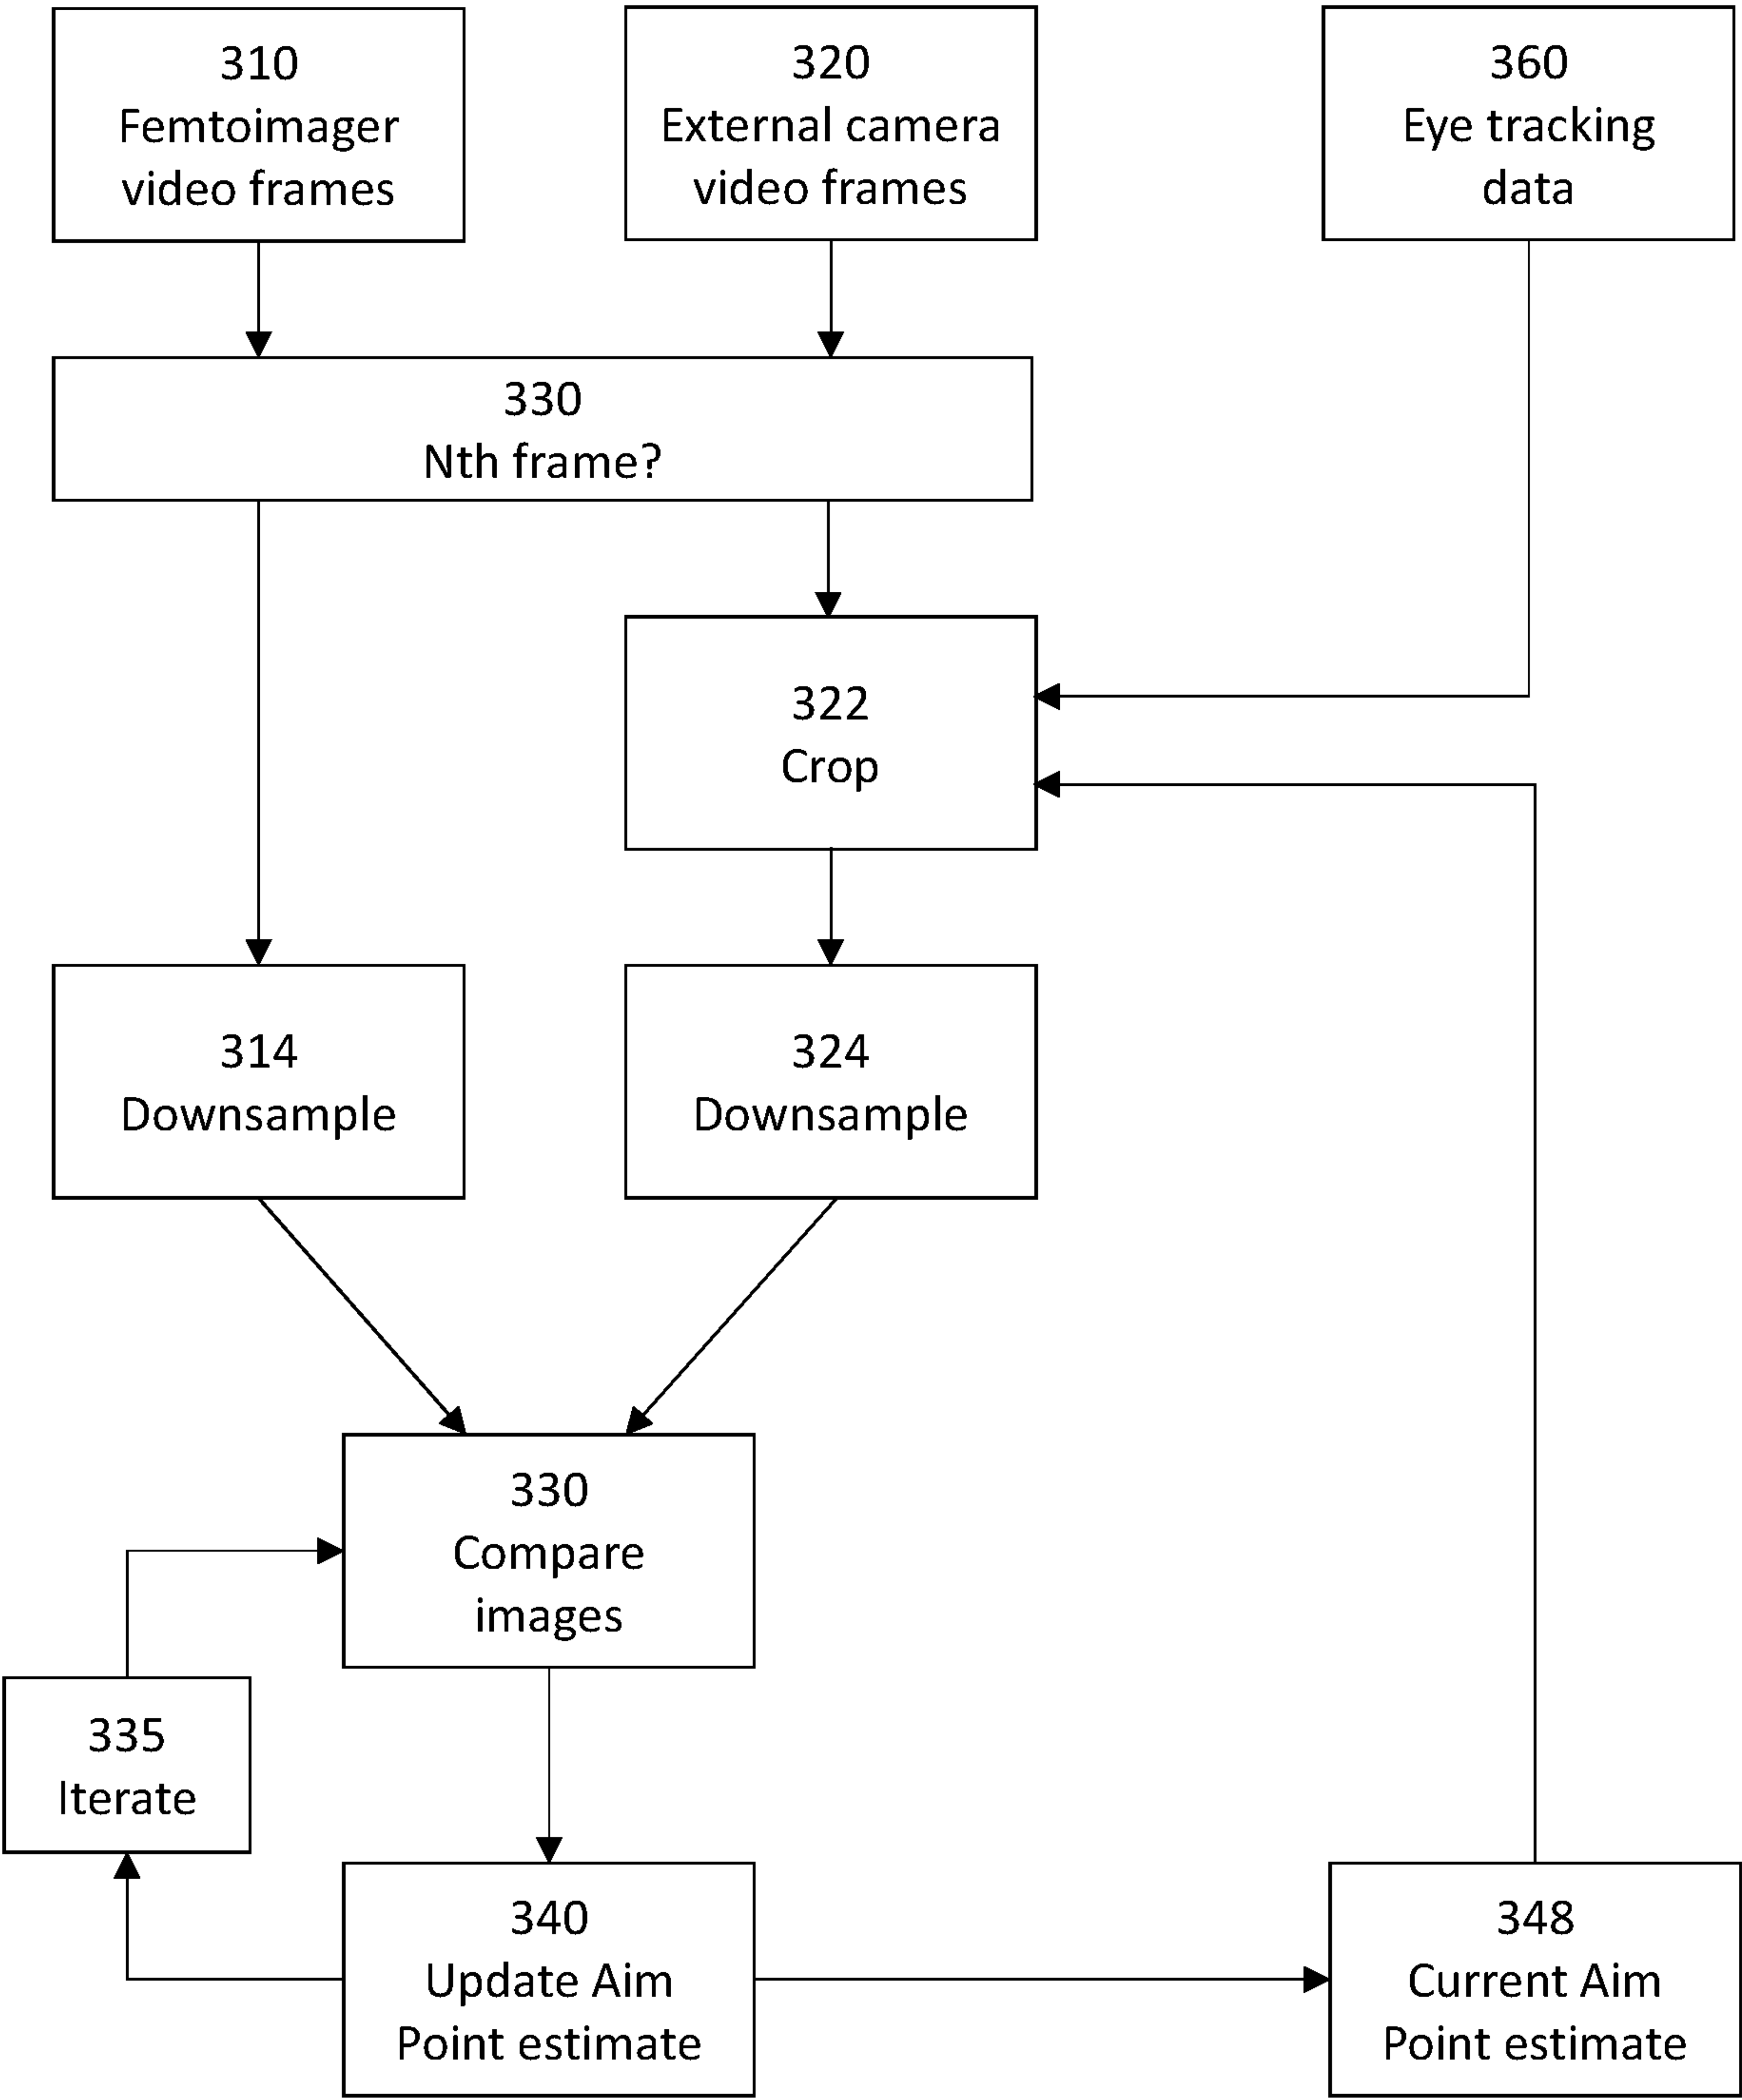 310
Femtoimager
video frames
320
External camera
video frames
360
Eye tracking
data
330
Nth frame?
322
Crop
314
Downsample
324
Downsample
330
Compare
images
335
Iterate
340
Update Aim
Point estimate
348
Current Aim
Point estimate